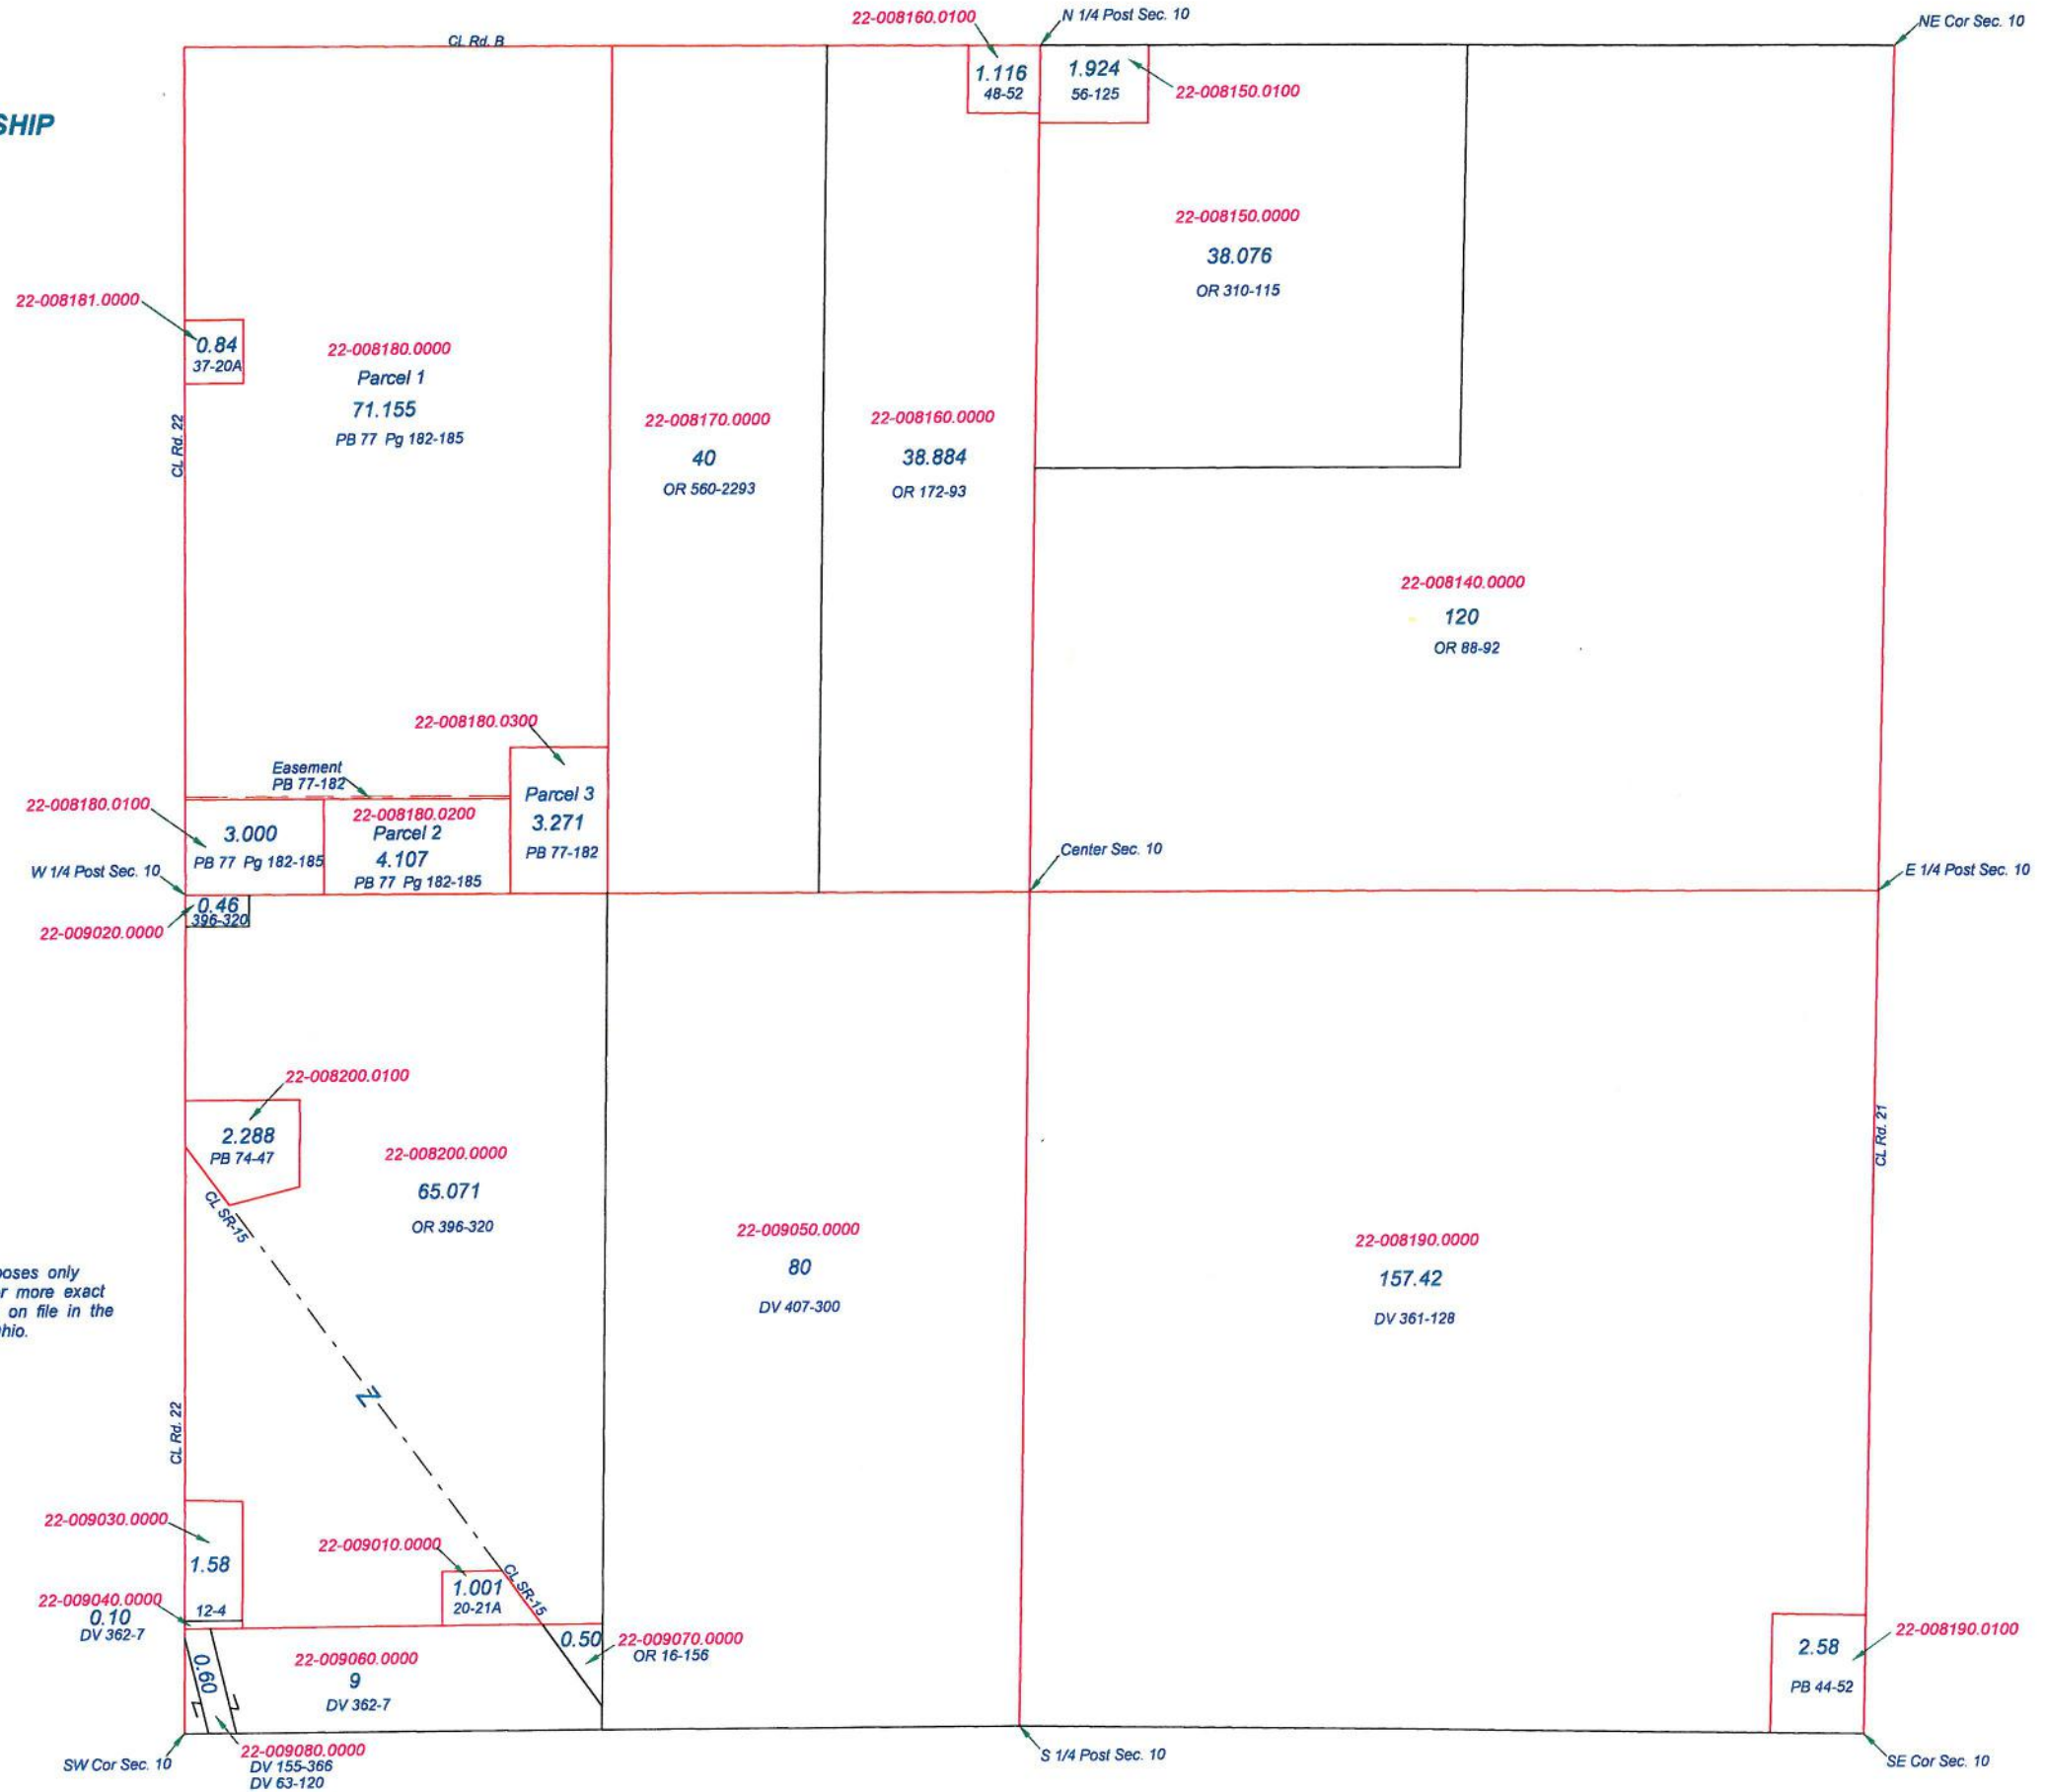 22-008160.0100
N 1/4 Post Sec. 10
NE Cor Sec. 10
CL Rd. B
1.116
48-52
1.924
56-125
22-008150.0100
SHIP
22-008150.0000
38.076
OR 310-115
22-008181.0000
0.84
37-20A
22-008180.0000
Parcel 1
71.155
PB 77 Pg 182-185
CL Rd. 22
22-008170.0000
40
OR 560-2293
22-008160.0000
38.884
OR 172-93
22-008140.0000
120
OR 88-92
22-008180.0300
Easement
PB 77-182
22-008180.0100
3.000
PB 77 Pg 182-185
22-008180.0200
Parcel 2
4.107
PB 77 Pg 182-185
Parcel 3
3.271
PB 77-182
W 1/4 Post Sec. 10
Center Sec. 10
E 1/4 Post Sec. 10
0.46
396-320
22-009020.0000
22-008200.0100
2.288
PB 74-47
CL SR-15
22-008200.0000
65.071
OR 396-320
CL Rd. 21
22-009050.0000
80
DV 407-300
22-008190.0000
157.42
DV 361-128
oses only
r more exact
on file in the
hio.
Z
CL Rd. 22
22-009030.0000
1.58
12-4
22-009010.0000
1.001
20-21A
CL SR-15
22-009040.0000
0.10
DV 362-7
0.50
22-009070.0000
OR 16-156
0.60
Z
Z
22-009060.0000
9
DV 362-7
2.58
PB 44-52
22-008190.0100
SW Cor Sec. 10
22-009080.0000
DV 155-366
DV 63-120
S 1/4 Post Sec. 10
SE Cor Sec. 10